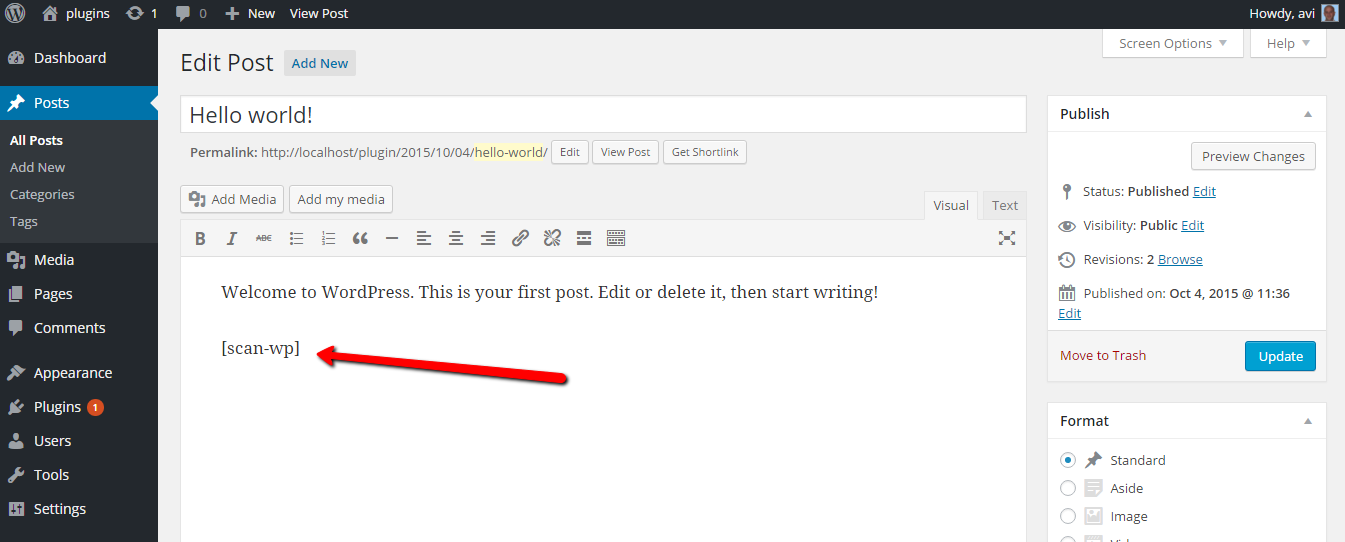 plugins 1 0 New View Post Howdy, avi
Screen Options Help
Dashboard
Posts
All Posts
Add New
Categories
Tags
Media
Pages
Comments
Appearance
Plugins 1
Users
Tools
Settings
Edit Post Add New
Hello world!
Permalink: http://localhost/plugin/2015/10/04/hello-world/ Edit View Post Get Shortlink
Add Media Add my media
Visual Text
B I ABC
Welcome to WordPress. This is your first post. Edit or delete it, then start writing!
[scan-wp]
Publish
Preview Changes
Status: Published Edit
Visibility: Public Edit
Revisions: 2 Browse
Published on: Oct 4, 2015 @ 11:36
Edit
Move to Trash Update
Format
Standard
Aside
Image